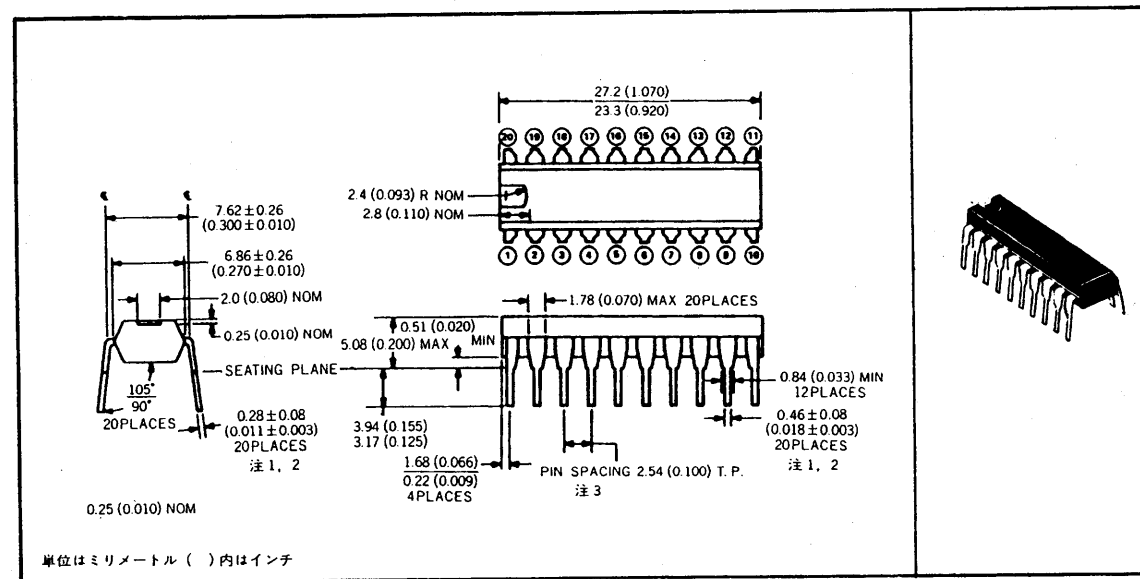 27.2 (1.070)
23.3 (0.920)
20 19 18 17 16 15 14 13 12 11
2.4 (0.093) R NOM
2.8 (0.110) NOM
1 2 3 4 5 6 7 8 9 10
℄ ℄
7.62±0.26
(0.300±0.010)
6.86±0.26
(0.270±0.010)
2.0 (0.080) NOM
0.25 (0.010) NOM
SEATING PLANE
105°
90°
20PLACES
0.28±0.08
(0.011±0.003)
20PLACES
注1, 2
0.25 (0.010) NOM
1.78 (0.070) MAX 20PLACES
0.51 (0.020)
MIN
5.08 (0.200) MAX
3.94 (0.155)
3.17 (0.125)
1.68 (0.066)
0.22 (0.009)
4PLACES
PIN SPACING 2.54 (0.100) T.P.
注3
0.84 (0.033) MIN
12PLACES
0.46±0.08
(0.018±0.003)
20PLACES
注1, 2
単位はミリメートル ( )内はインチ